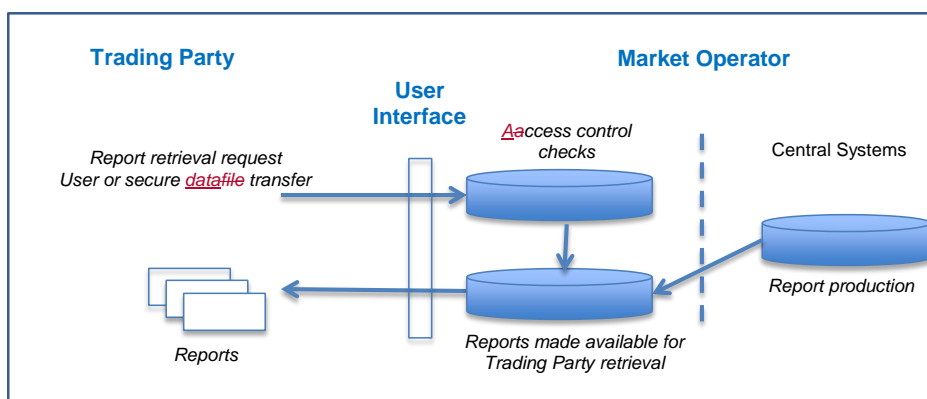 Trading Party
Market Operator
User
Interface
Aaccess control
checks
Central Systems
Report retrieval request
User or secure datafile transfer
Report production
Reports
Reports made available for
Trading Party retrieval